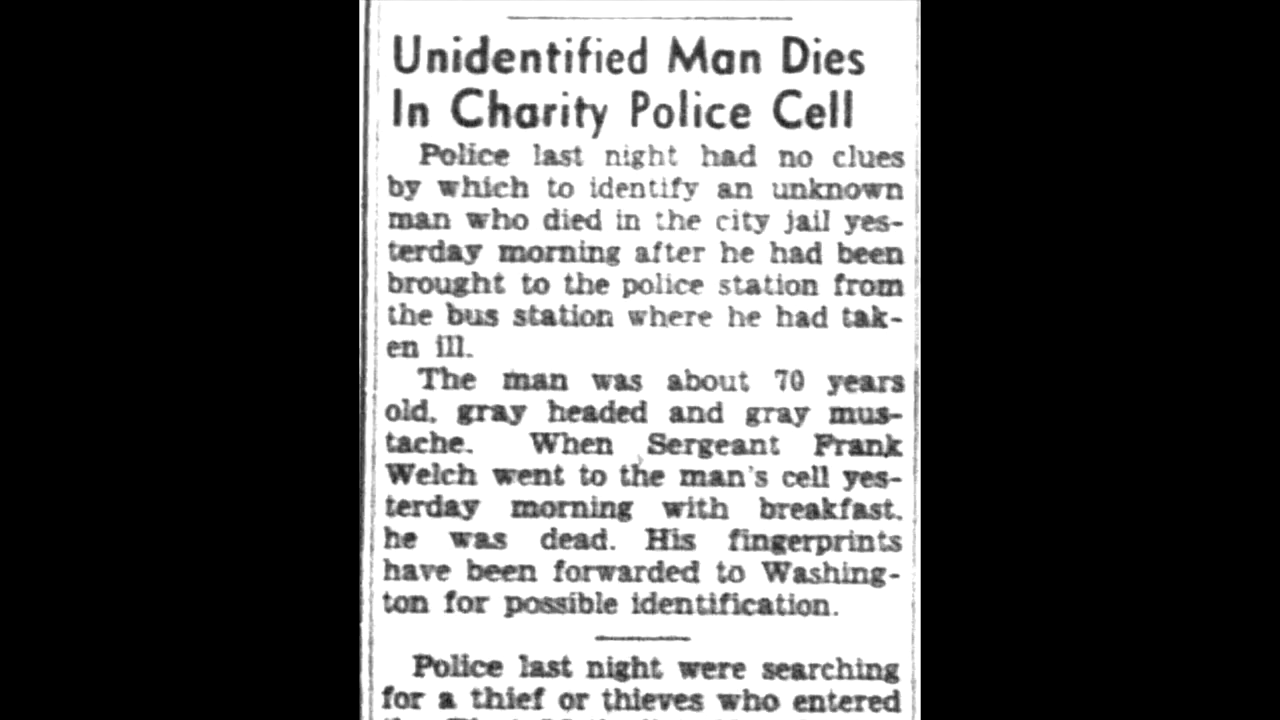 Unidentified Man Dies
In Charity Police Cell
Police last night had no clues
by which to identify an unknown
man who died in the city jail yes-
terday morning after he had been
brought to the police station from
the bus station where he had tak-
en ill.
The man was about 70 years
old, gray headed and gray mus-
tache. When Sergeant Frank
Welch went to the man's cell yes-
terday morning with breakfast,
he was dead. His fingerprints
have been forwarded to Washing-
ton for possible identification.
Police last night were searching
for a thief or thieves who entered